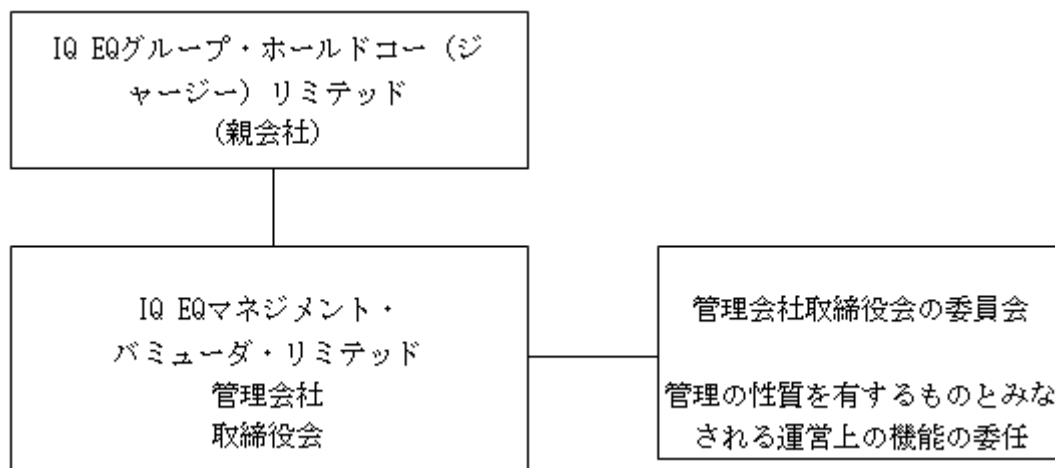 IQ EQグループ・ホールドコー（ジ
ャージー）リミテッド
（親会社）
IQ EQマネジメント・
バミューダ・リミテッド
管理会社
取締役会
管理会社取締役会の委員会
管理の性質を有するものとみな
される運営上の機能の委任